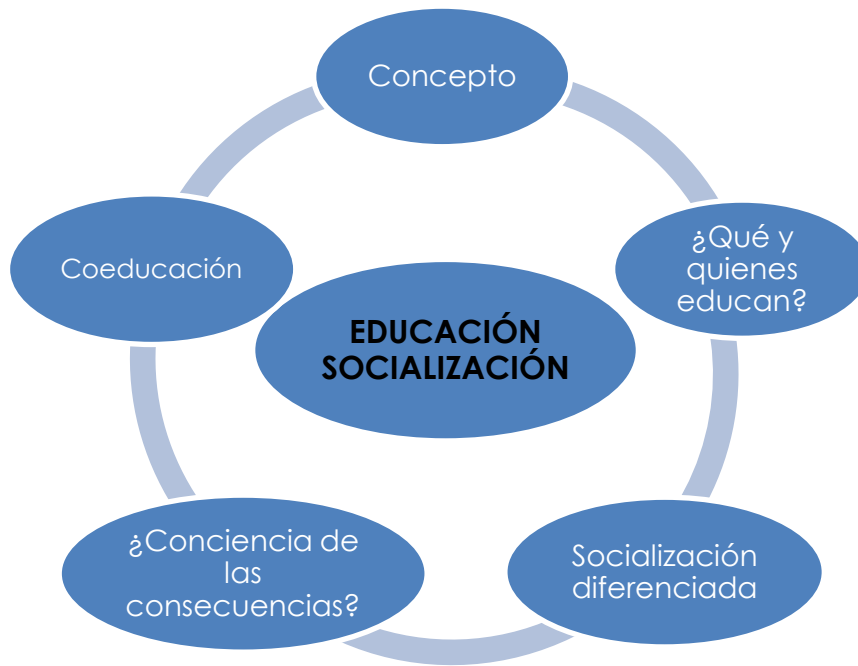 Concepto
¿Qué y
quienes
educan?
Coeducación
EDUCACIÓN
SOCIALIZACIÓN
¿Conciencia de
las
consecuencias?
Socialización
diferenciada